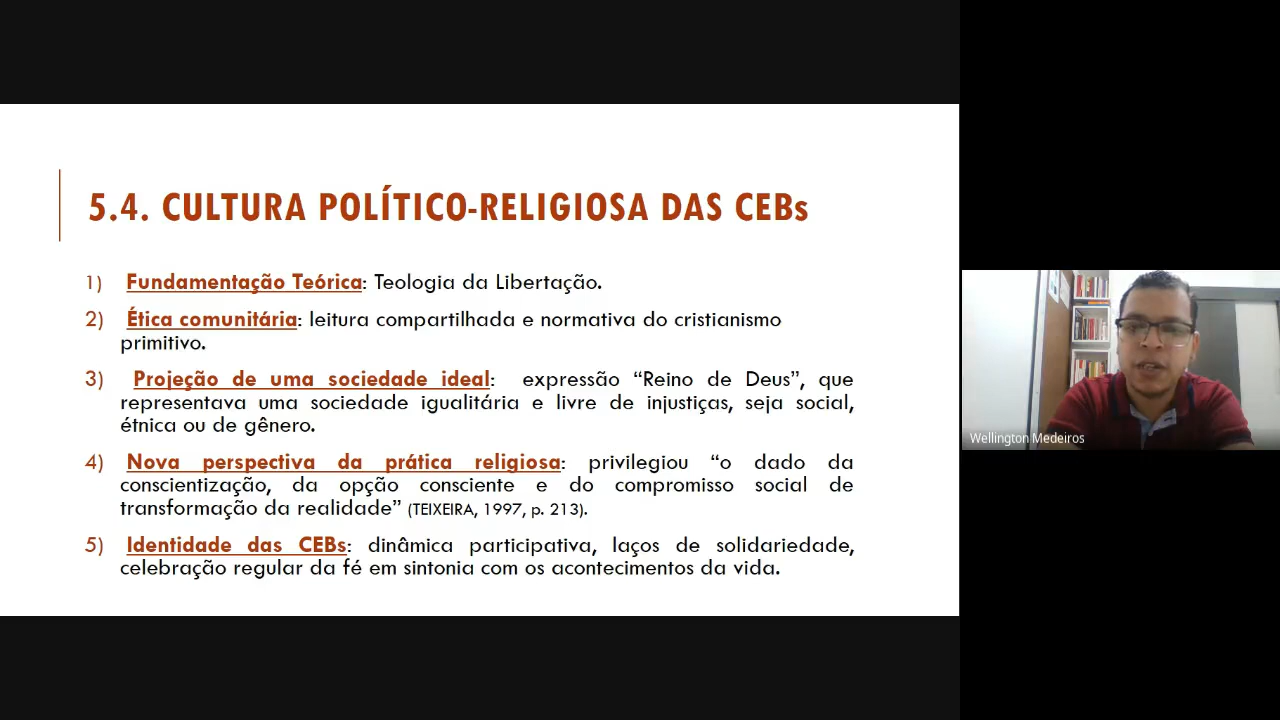 5.4. CULTURA POLÍTICO-RELIGIOSA DAS CEBs
1) Fundamentação Teórica: Teologia da Libertação.
2) Ética comunitária: leitura compartilhada e normativa do cristianismo
primitivo.
3) Projeção de uma sociedade ideal: expressão “Reino de Deus”, que
representava uma sociedade igualitária e livre de injustiças, seja social,
étnica ou de gênero.
4) Nova perspectiva da prática religiosa: privilegiou “o dado da
conscientização, da opção consciente e do compromisso social de
transformação da realidade” (TEIXEIRA, 1997, p. 213).
5) Identidade das CEBs: dinâmica participativa, laços de solidariedade,
celebração regular da fé em sintonia com os acontecimentos da vida.
Wellington Medeiros